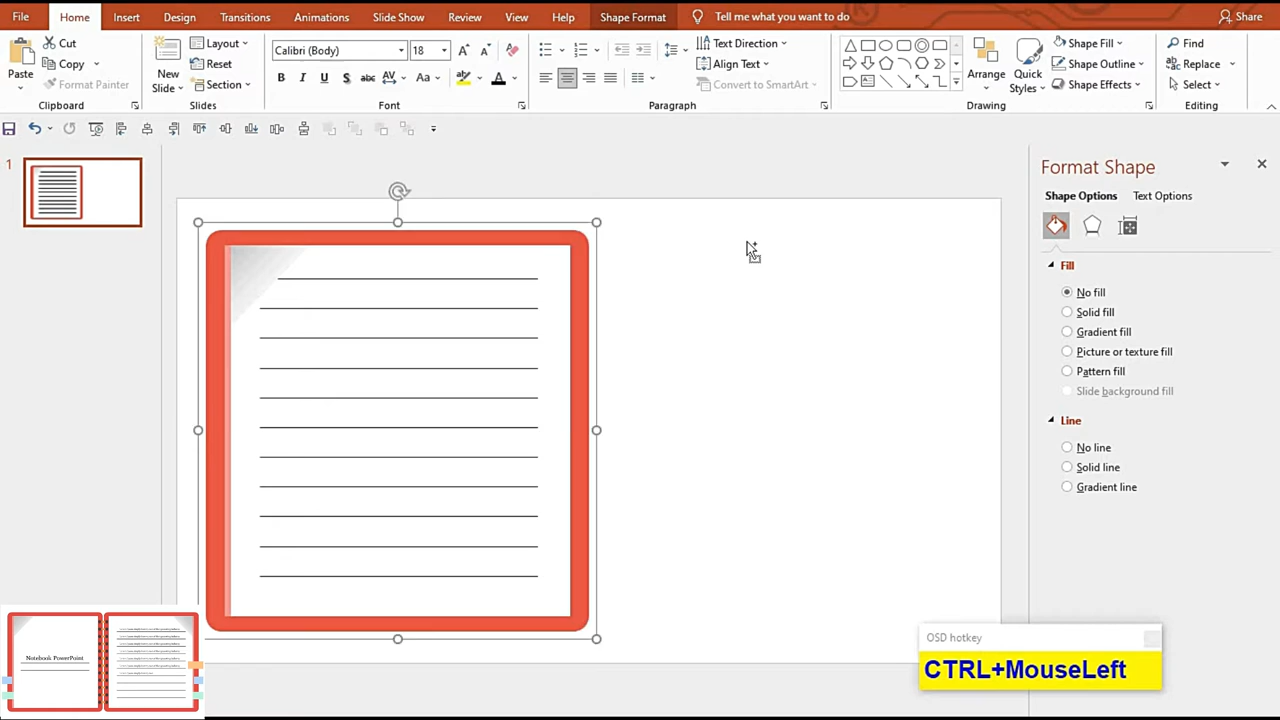 File Home Insert Design Transitions Animations Slide Show Review View Help Shape Format Tell me what you want to do Share
Paste Cut Copy Format Painter Clipboard
New Slide Layout Reset Section Slides
Calibri (Body) 18 A A B I U S abc AV Aa A Font
Text Direction Align Text Convert to SmartArt Paragraph
Arrange Quick Styles Shape Fill Shape Outline Shape Effects Drawing
Find Replace Select Editing
1
Format Shape
Shape Options Text Options
Fill
No fill
Solid fill
Gradient fill
Picture or texture fill
Pattern fill
Slide background fill
Line
No line
Solid line
Gradient line
Notebook PowerPoint
OSD hotkey
CTRL+MouseLeft